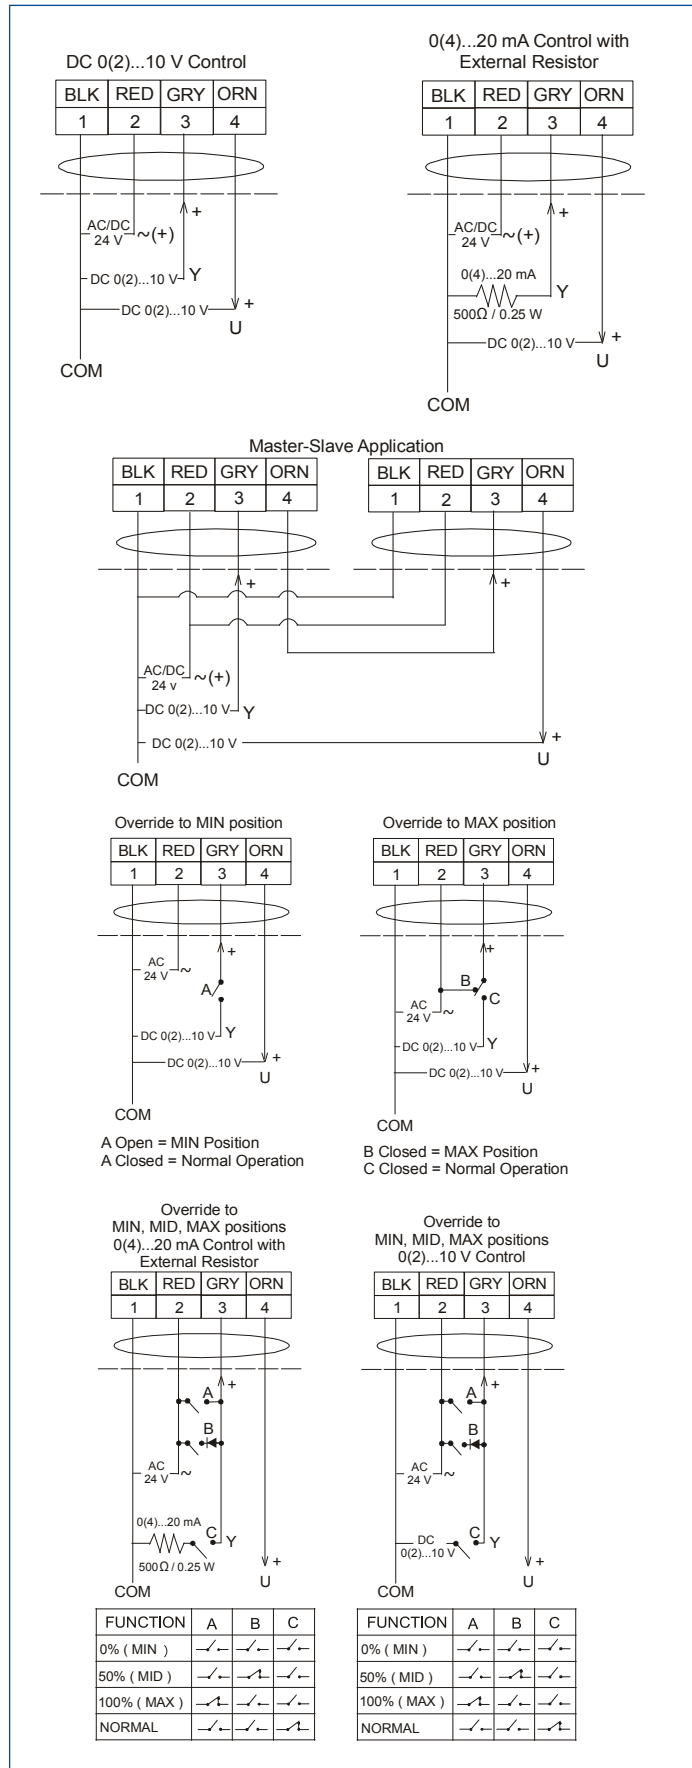 DC 0(2)...10 V Control
BLK RED GRY ORN
1 2 3 4
+
AC/DC
24 V
~(+)
DC 0(2)...10 V Y
DC 0(2)...10 V +
U
COM
0(4)...20 mA Control with
External Resistor
BLK RED GRY ORN
1 2 3 4
+
AC/DC
24 V
~(+)
0(4)...20 mA
Y
500Ω / 0.25 W
DC 0(2)...10 V +
U
COM
Master-Slave Application
BLK RED GRY ORN
1 2 3 4
BLK RED GRY ORN
1 2 3 4
+ +
AC/DC
24 v
~(+)
DC 0(2)...10 V Y
DC 0(2)...10 V +
U
COM
Override to MIN position
BLK RED GRY ORN
1 2 3 4
+
AC
24 V
~
A
DC 0(2)...10 V Y
DC 0(2)...10 V +
U
COM
A Open = MIN Position
A Closed = Normal Operation
Override to MAX position
BLK RED GRY ORN
1 2 3 4
+
B
C
AC
24 V
~
DC 0(2)...10 V Y
DC 0(2)...10 V +
U
COM
B Closed = MAX Position
C Closed = Normal Operation
Override to
MIN, MID, MAX positions
0(4)...20 mA Control with
External Resistor
BLK RED GRY ORN
1 2 3 4
A +
B
AC
24 V
~
0(4)...20 mA
C Y
500Ω / 0.25 W
+
U
COM
FUNCTION A B C
0% ( MIN )
50% ( MID )
100% ( MAX )
NORMAL
Override to
MIN, MID, MAX positions
0(2)...10 V Control
BLK RED GRY ORN
1 2 3 4
A +
B
AC
24 V
~
DC
0(2)...10 V
C Y
+
U
COM
FUNCTION A B C
0% ( MIN )
50% ( MID )
100% ( MAX )
NORMAL